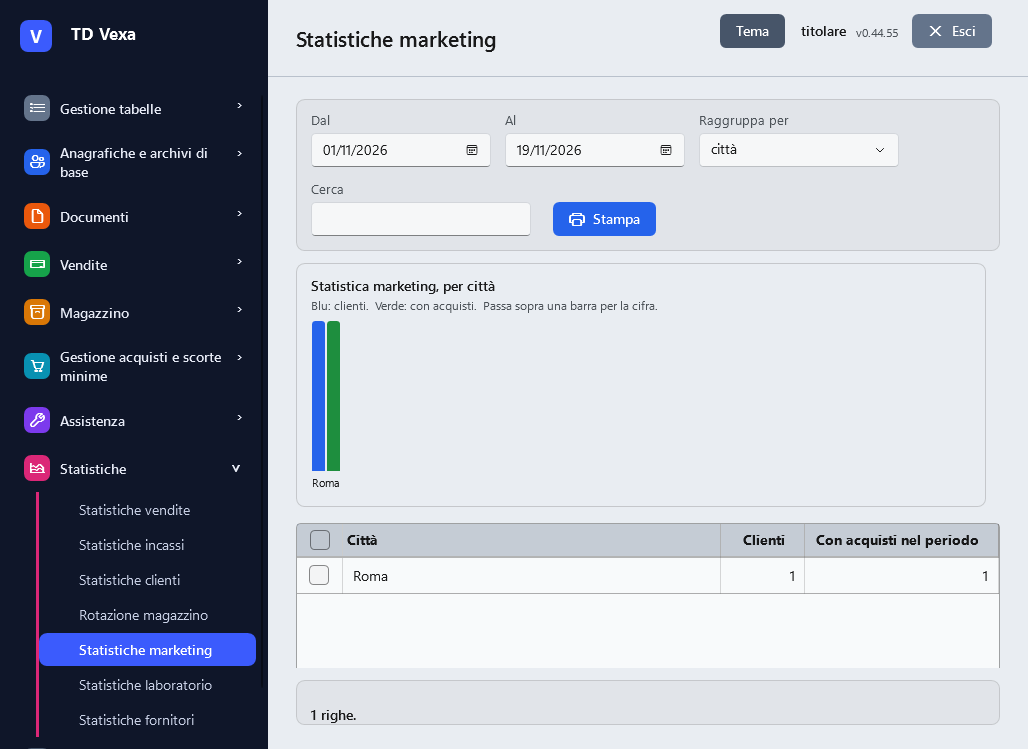 V TD Vexa
Gestione tabelle
Anagrafiche e archivi di
base
Documenti
Vendite
Magazzino
Gestione acquisti e scorte
minime
Assistenza
Statistiche
Statistiche vendite
Statistiche incassi
Statistiche clienti
Rotazione magazzino
Statistiche marketing
Statistiche laboratorio
Statistiche fornitori
Statistiche marketing
Tema titolare v0.44.55 Esci
Dal Al Raggruppa per
01/11/2026 19/11/2026 città
Cerca
Stampa
Statistica marketing, per città
Blu: clienti. Verde: con acquisti. Passa sopra una barra per la cifra.
Roma
Città Clienti Con acquisti nel periodo
Roma 1 1
1 righe.